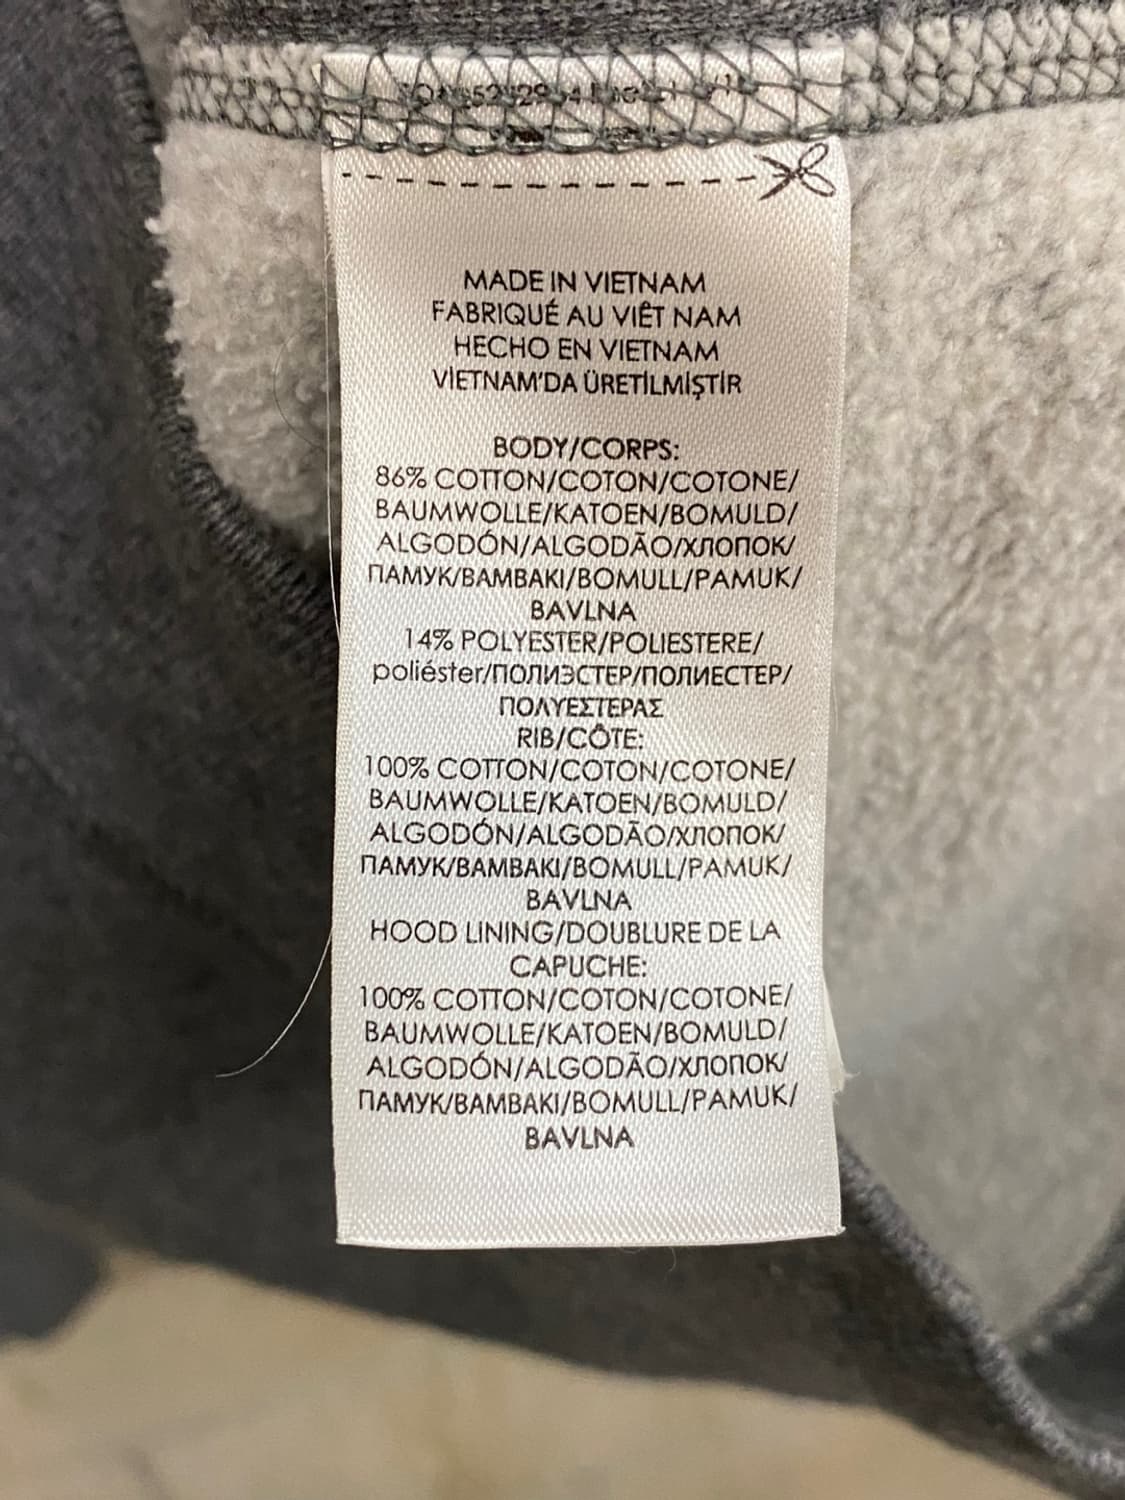 MADE IN VIETNAM
FABRIQUÉ AU VIÊT NAM
HECHO EN VIETNAM
VİETNAM'DA ÜRETİLMİŞTİR
BODY/CORPS:
86% COTTON/COTON/COTONE/
BAUMWOLLE/KATOEN/BOMULD/
ALGODÓN/ALGODÃO/ХЛОПОК/
ПАМУК/BAMBAKI/BOMULL/PAMUK/
BAVLNA
14% POLYESTER/POLIESTERE/
poliéster/ПОЛИЭСТЕР/ПОЛИЕСТЕР/
ΠΟΛΥΕΣΤΕΡΑΣ
RIB/CÔTE:
100% COTTON/COTON/COTONE/
BAUMWOLLE/KATOEN/BOMULD/
ALGODÓN/ALGODÃO/ХЛОПОК/
ПАМУК/BAMBAKI/BOMULL/PAMUK/
BAVLNA
HOOD LINING/DOUBLURE DE LA
CAPUCHE:
100% COTTON/COTON/COTONE/
BAUMWOLLE/KATOEN/BOMULD/
ALGODÓN/ALGODÃO/ХЛОПОК/
ПАМУК/BAMBAKI/BOMULL/PAMUK/
BAVLNA